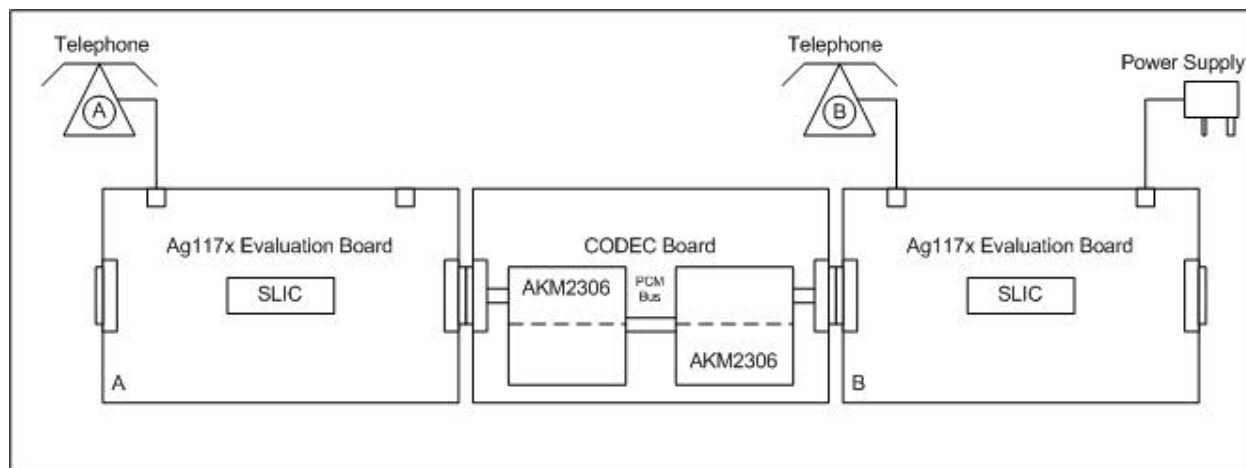 Telephone
Telephone
Power Supply
A
B
Ag117x Evaluation Board
CODEC Board
Ag117x Evaluation Board
SLIC
AKM2306
PCM
Bus
SLIC
AKM2306
A
B